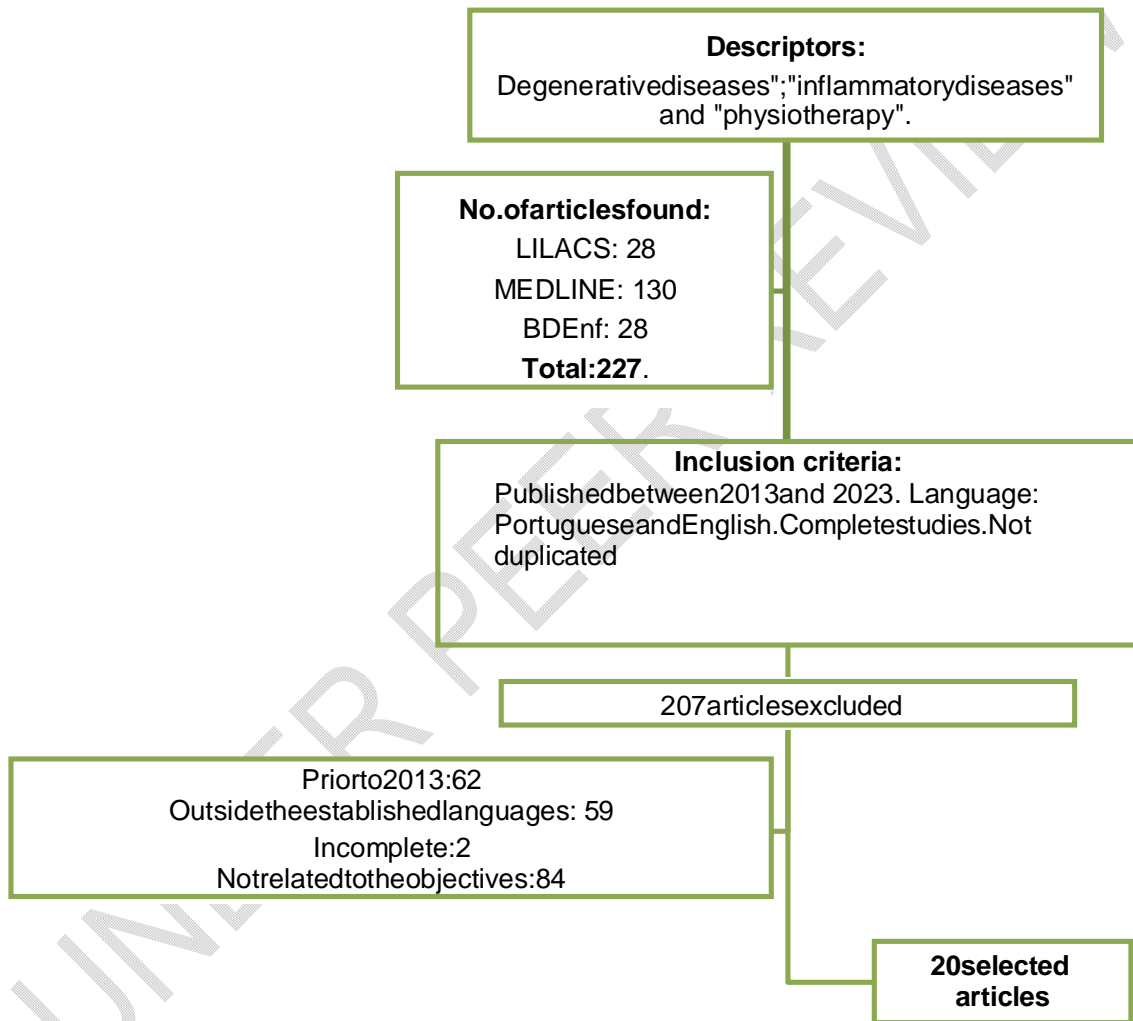 Descriptors:
Degenerativediseases";"inflammatorydiseases"
and "physiotherapy".
No.ofarticlesfound:
LILACS: 28
MEDLINE: 130
BDEnf: 28
Total:227.
Inclusion criteria:
Publishedbetween2013and 2023. Language:
PortugueseandEnglish.Completestudies.Not
duplicated
207articlesexcluded
Priorto2013:62
Outsidetheestablishedlanguages: 59
Incomplete:2
Notrelatedtotheobjectives:84
20selected
articles
UNDER PEER REVIEW